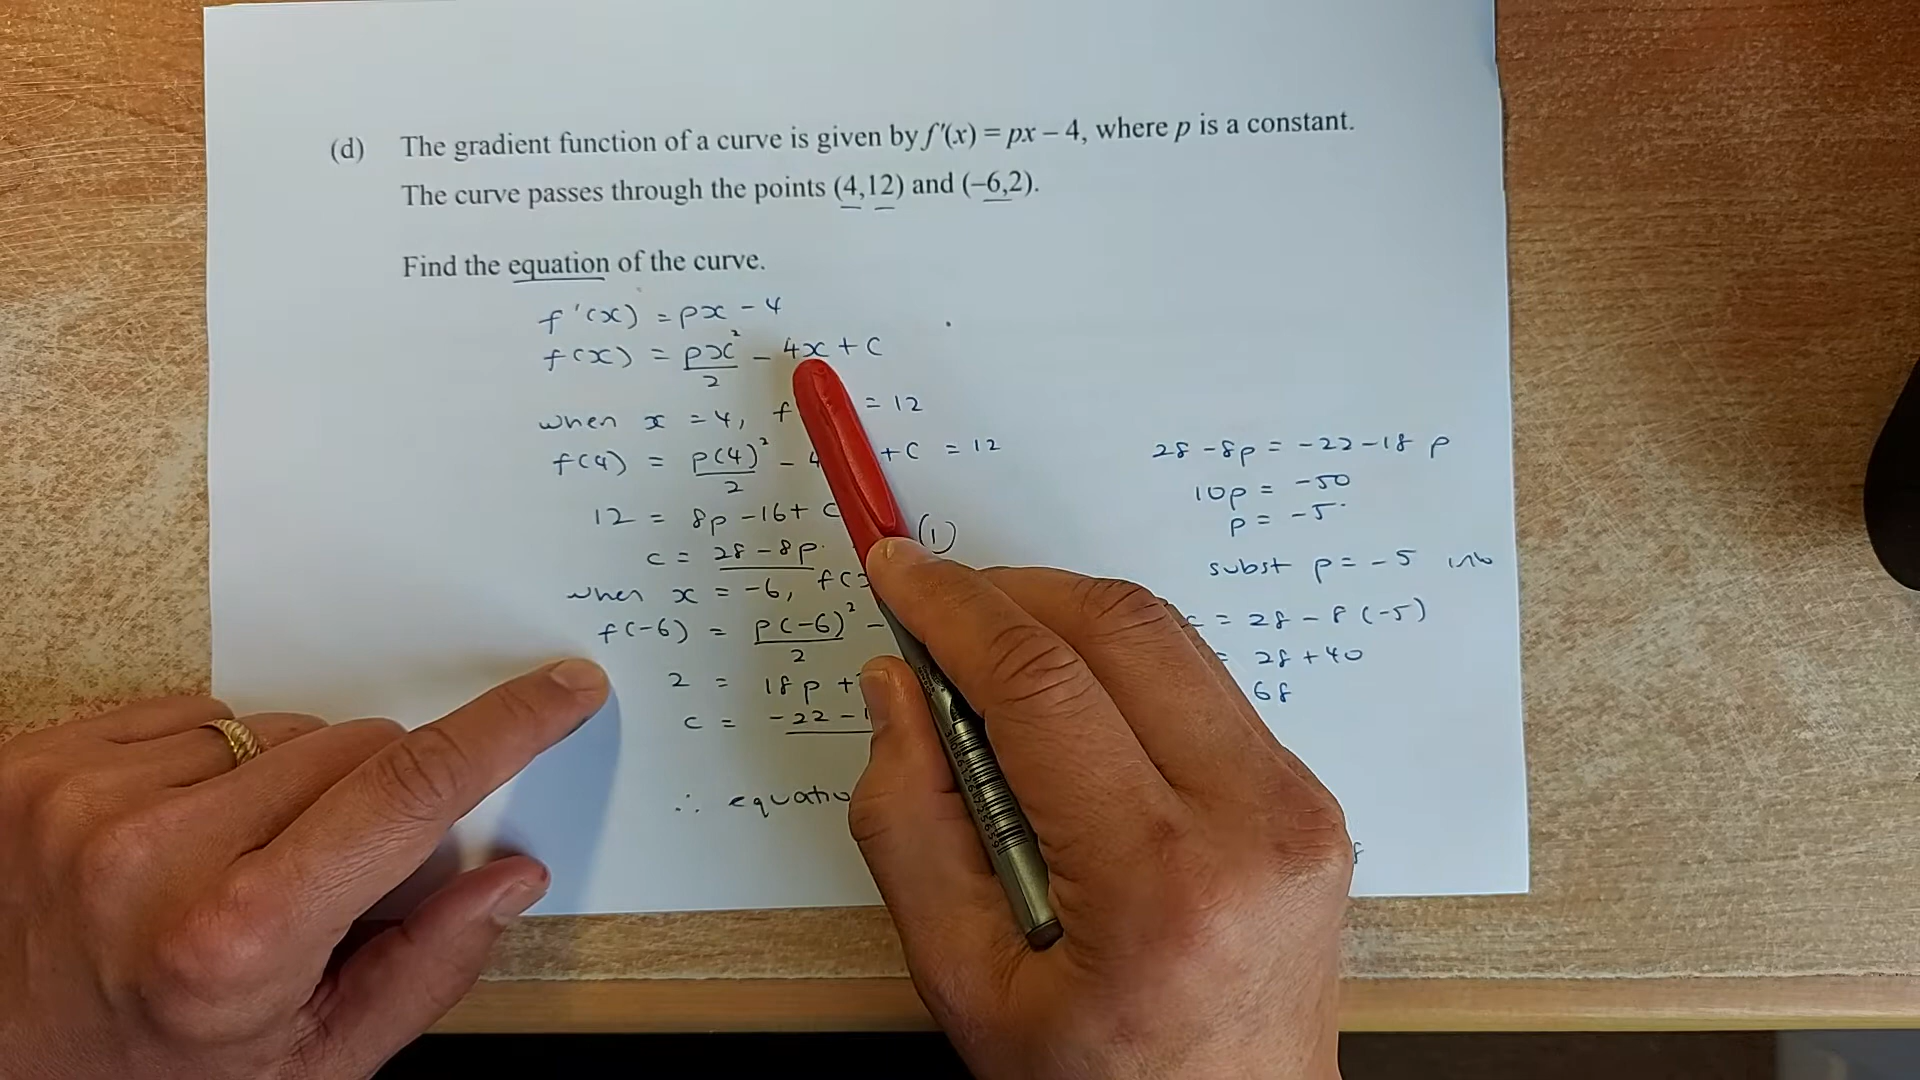 (d) The gradient function of a curve is given by f′(x) = px – 4, where p is a constant.
The curve passes through the points (4,12) and (–6,2).
Find the equation of the curve.
f'(x) = px - 4
f(x) = px²/2 - 4x + c
when x = 4, f = 12
f(4) = p(4)²/2 - 4 + c = 12
12 = 8p - 16 + c
c = 28 - 8p (1)
when x = -6, f(x
f(-6) = p(-6)²/2 -
2 = 18p +
c = -22 - 1
∴ equatio
28 - 8p = -22 - 18 p
10p = -50
p = -5
subst p = -5 into
c = 28 - 8(-5)
= 28 + 40
68